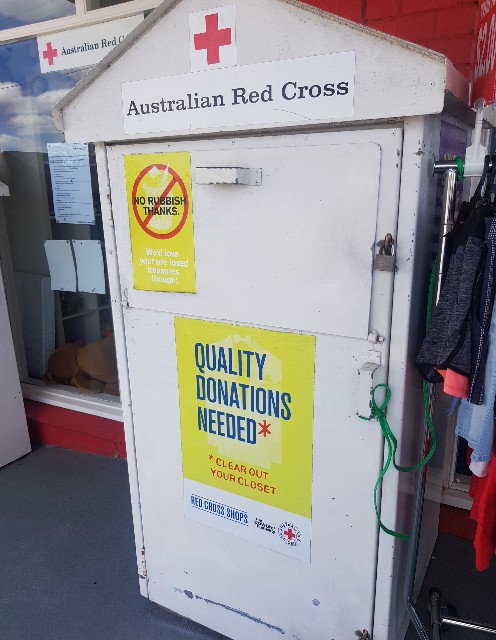 Australian Red Cross
Australian Red Cross
NO RUBBISH
THANKS.
We'd love
your pre-loved
treasures
though!
QUALITY
DONATIONS
NEEDED*
* CLEAR OUT
YOUR CLOSET
RED CROSS SHOPS